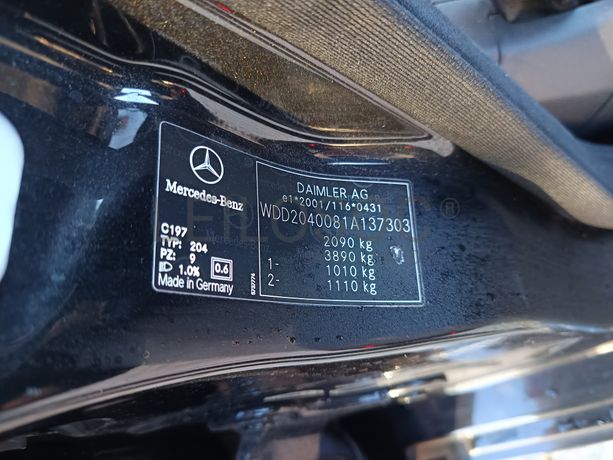 Mercedes-Benz
C197
TYP: 204
PZ: 9
1.0% 0.6
Made in Germany
DAIMLER AG
e1*2001/116*0431
WDD2040081A137303
2090 kg
3890 kg
1- 1010 kg
2- 1110 kg